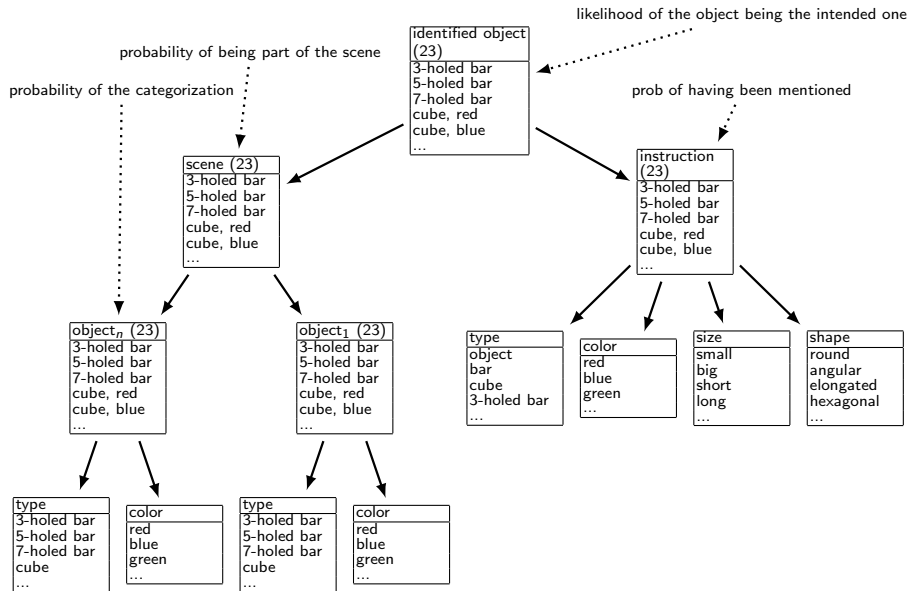 likelihood of the object being the intended one
probability of being part of the scene
probability of the categorization
prob of having been mentioned
identified object
(23)
3-holed bar
5-holed bar
7-holed bar
cube, red
cube, blue
...
scene (23)
3-holed bar
5-holed bar
7-holed bar
cube, red
cube, blue
...
instruction
(23)
3-holed bar
5-holed bar
7-holed bar
cube, red
cube, blue
...
objectn (23)
3-holed bar
5-holed bar
7-holed bar
cube, red
cube, blue
...
object1 (23)
3-holed bar
5-holed bar
7-holed bar
cube, red
cube, blue
...
type
object
bar
cube
3-holed bar
...
color
red
blue
green
...
size
small
big
short
long
...
shape
round
angular
elongated
hexagonal
...
type
3-holed bar
5-holed bar
7-holed bar
cube
...
color
red
blue
green
...
type
3-holed bar
5-holed bar
7-holed bar
cube
...
color
red
blue
green
...